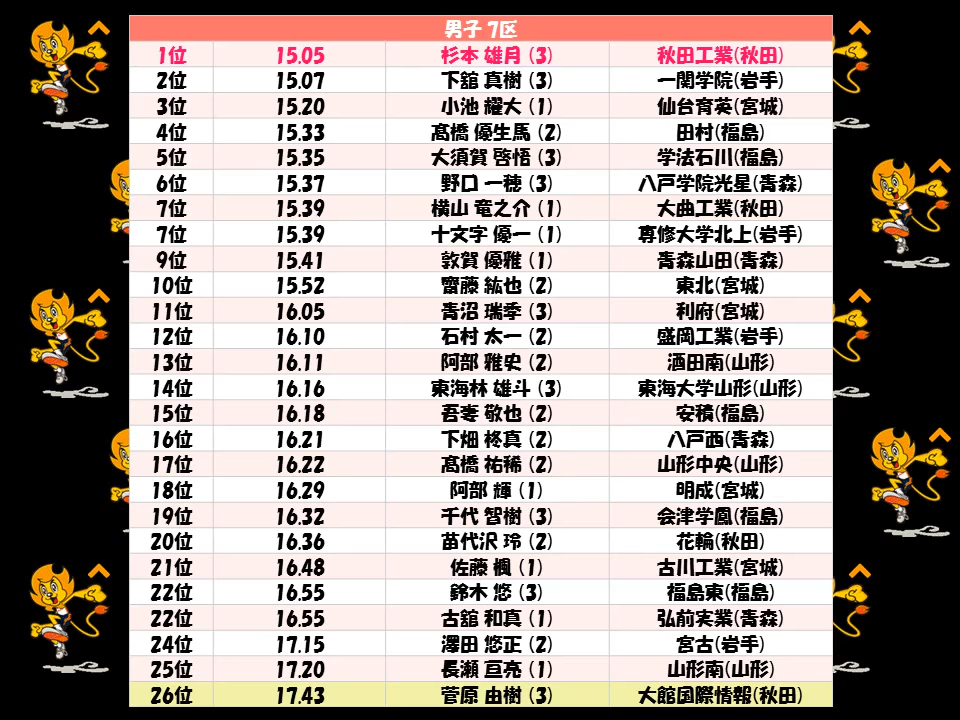 男子 7区
1位 15.05 杉本 雄月 (3) 秋田工業(秋田)
2位 15.07 下舘 真樹 (3) 一関学院(岩手)
3位 15.20 小池 耀大 (1) 仙台育英(宮城)
4位 15.33 髙橋 優生馬 (2) 田村(福島)
5位 15.35 大須賀 啓悟 (3) 学法石川(福島)
6位 15.37 野口 一穂 (3) 八戸学院光星(青森)
7位 15.39 横山 竜之介 (1) 大曲工業(秋田)
7位 15.39 十文字 優一 (1) 専修大学北上(岩手)
9位 15.41 敦賀 優雅 (1) 青森山田(青森)
10位 15.52 齋藤 紘也 (2) 東北(宮城)
11位 16.05 青沼 瑞季 (3) 利府(宮城)
12位 16.10 石村 太一 (2) 盛岡工業(岩手)
13位 16.11 阿部 雅史 (2) 酒田南(山形)
14位 16.16 東海林 雄斗 (3) 東海大学山形(山形)
15位 16.18 吾妻 敬也 (2) 安積(福島)
16位 16.21 下畑 柊真 (2) 八戸西(青森)
17位 16.22 髙橋 祐稀 (2) 山形中央(山形)
18位 16.29 阿部 輝 (1) 明成(宮城)
19位 16.32 千代 智樹 (3) 会津学鳳(福島)
20位 16.36 苗代沢 玲 (2) 花輪(秋田)
21位 16.48 佐藤 楓 (1) 古川工業(宮城)
22位 16.55 鈴木 悠 (3) 福島東(福島)
22位 16.55 古舘 和真 (1) 弘前実業(青森)
24位 17.15 澤田 悠正 (2) 宮古(岩手)
25位 17.20 長瀬 亘亮 (1) 山形南(山形)
26位 17.43 菅原 由樹 (3) 大館国際情報(秋田)